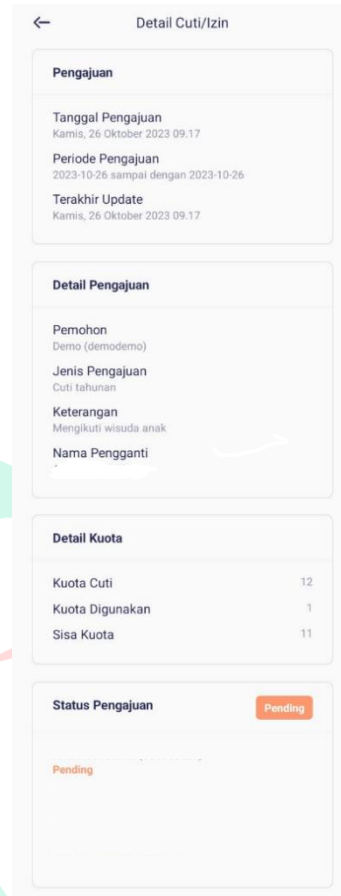 Detail Cuti/Izin
Pengajuan
Tanggal Pengajuan
Kamis, 26 Oktober 2023 09.17
Periode Pengajuan
2023-10-26 sampai dengan 2023-10-26
Terakhir Update
Kamis, 26 Oktober 2023 09.17
Detail Pengajuan
Pemohon
Demo (demodemo)
Jenis Pengajuan
Cuti tahunan
Keterangan
Mengikuti wisuda anak
Nama Pengganti
Detail Kuota
Kuota Cuti 12
Kuota Digunakan 1
Sisa Kuota 11
Status Pengajuan Pending
Pending